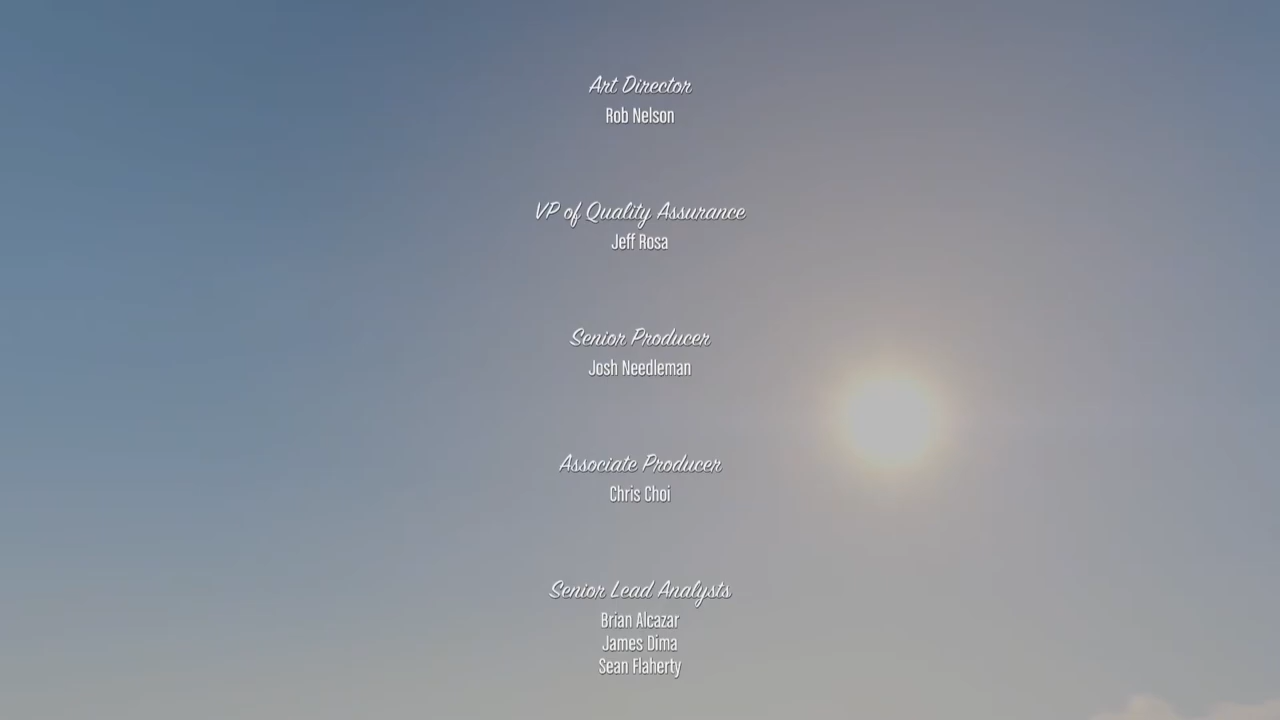 Art Director
Rob Nelson
VP of Quality Assurance
Jeff Rosa
Senior Producer
Josh Needleman
Associate Producer
Chris Choi
Senior Lead Analysts
Brian Alcazar
James Dima
Sean Flaherty